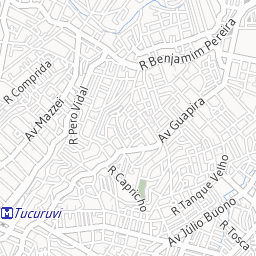 R Benjamim Pereira
R Comprida
Av Mazzei
R Pero Vidal
Av Guapira
R Capricho
R Tanque Velho
M Tucuruvi
Av Júlio Buono
R Tosca